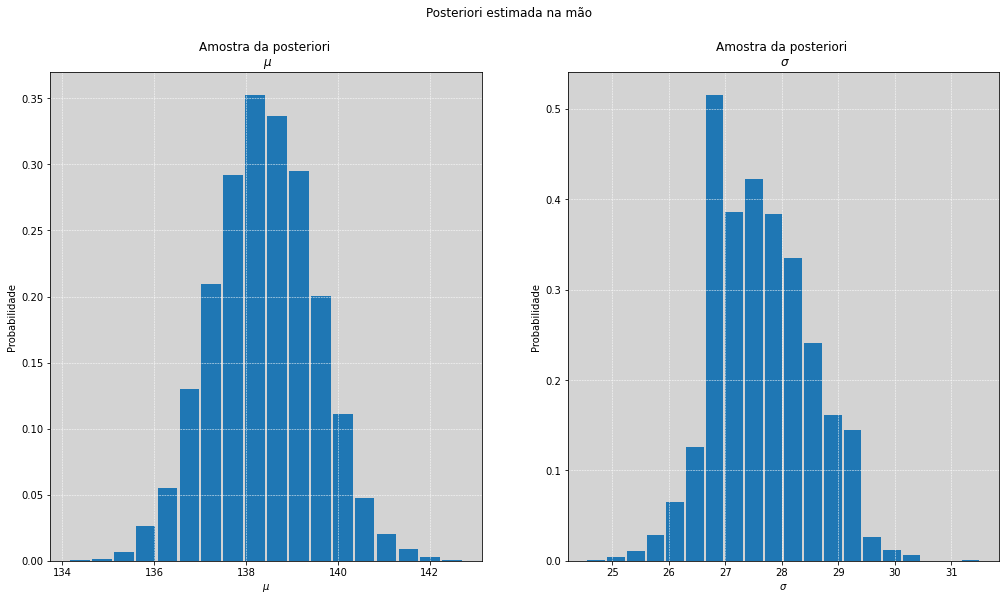 Posteriori estimada na mão
Amostra da posteriori
μ
Probabilidade
0.35
0.30
0.25
0.20
0.15
0.10
0.05
0.00
134 136 138 140 142
μ
Amostra da posteriori
σ
Probabilidade
0.5
0.4
0.3
0.2
0.1
0.0
25 26 27 28 29 30 31
σ